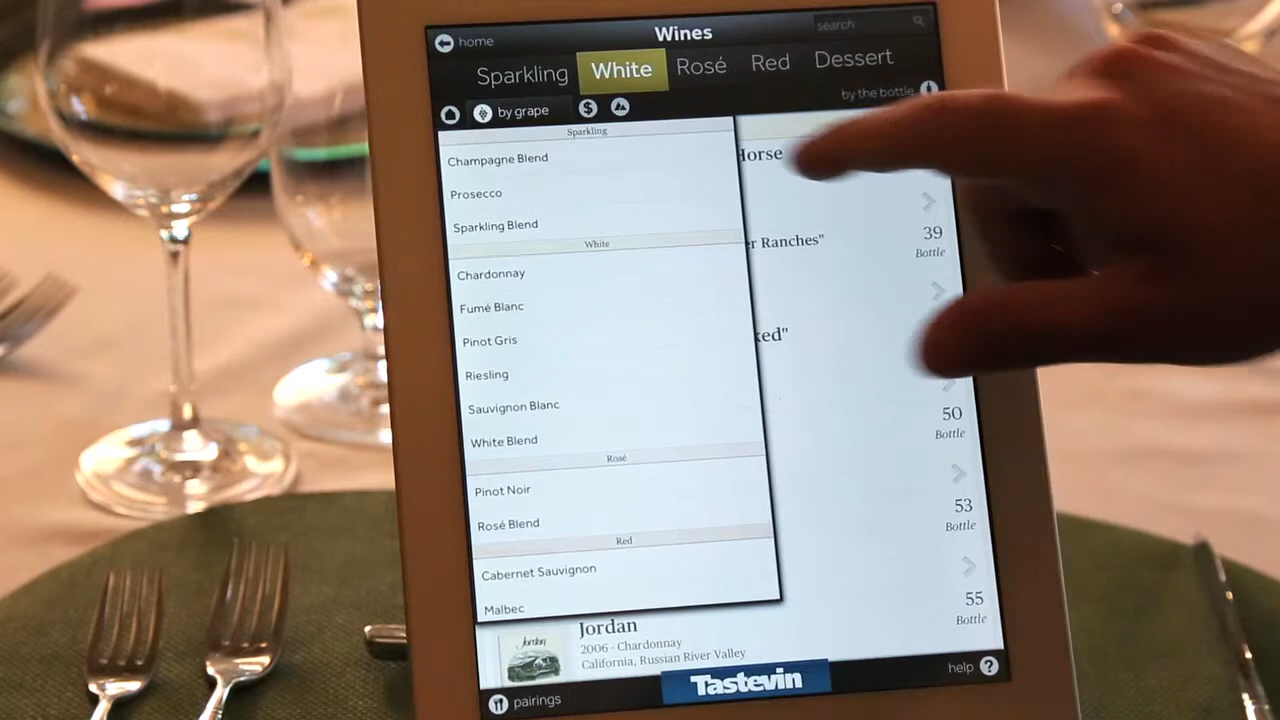 home
Wines
search
Sparkling White Rosé Red Dessert
by grape
$
by the bottle
Sparkling
Champagne Blend
Prosecco
Sparkling Blend
White
Chardonnay
Fumé Blanc
Pinot Gris
Riesling
Sauvignon Blanc
White Blend
Rosé
Pinot Noir
Rosé Blend
Red
Cabernet Sauvignon
Malbec
Horse
Ranches"
39
Bottle
50
Bottle
53
Bottle
55
Bottle
Jordan
Jordan
2006 - Chardonnay
California, Russian River Valley
pairings
Tastevin
help ?